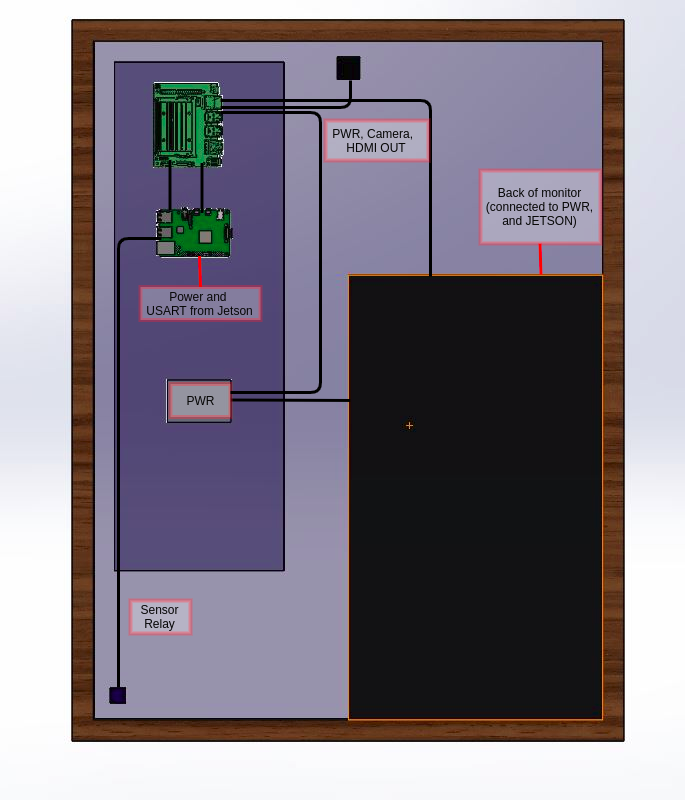 PWR, Camera,
HDMI OUT
Back of monitor
(connected to PWR,
and JETSON)
Power and
USART from Jetson
PWR
Sensor
Relay